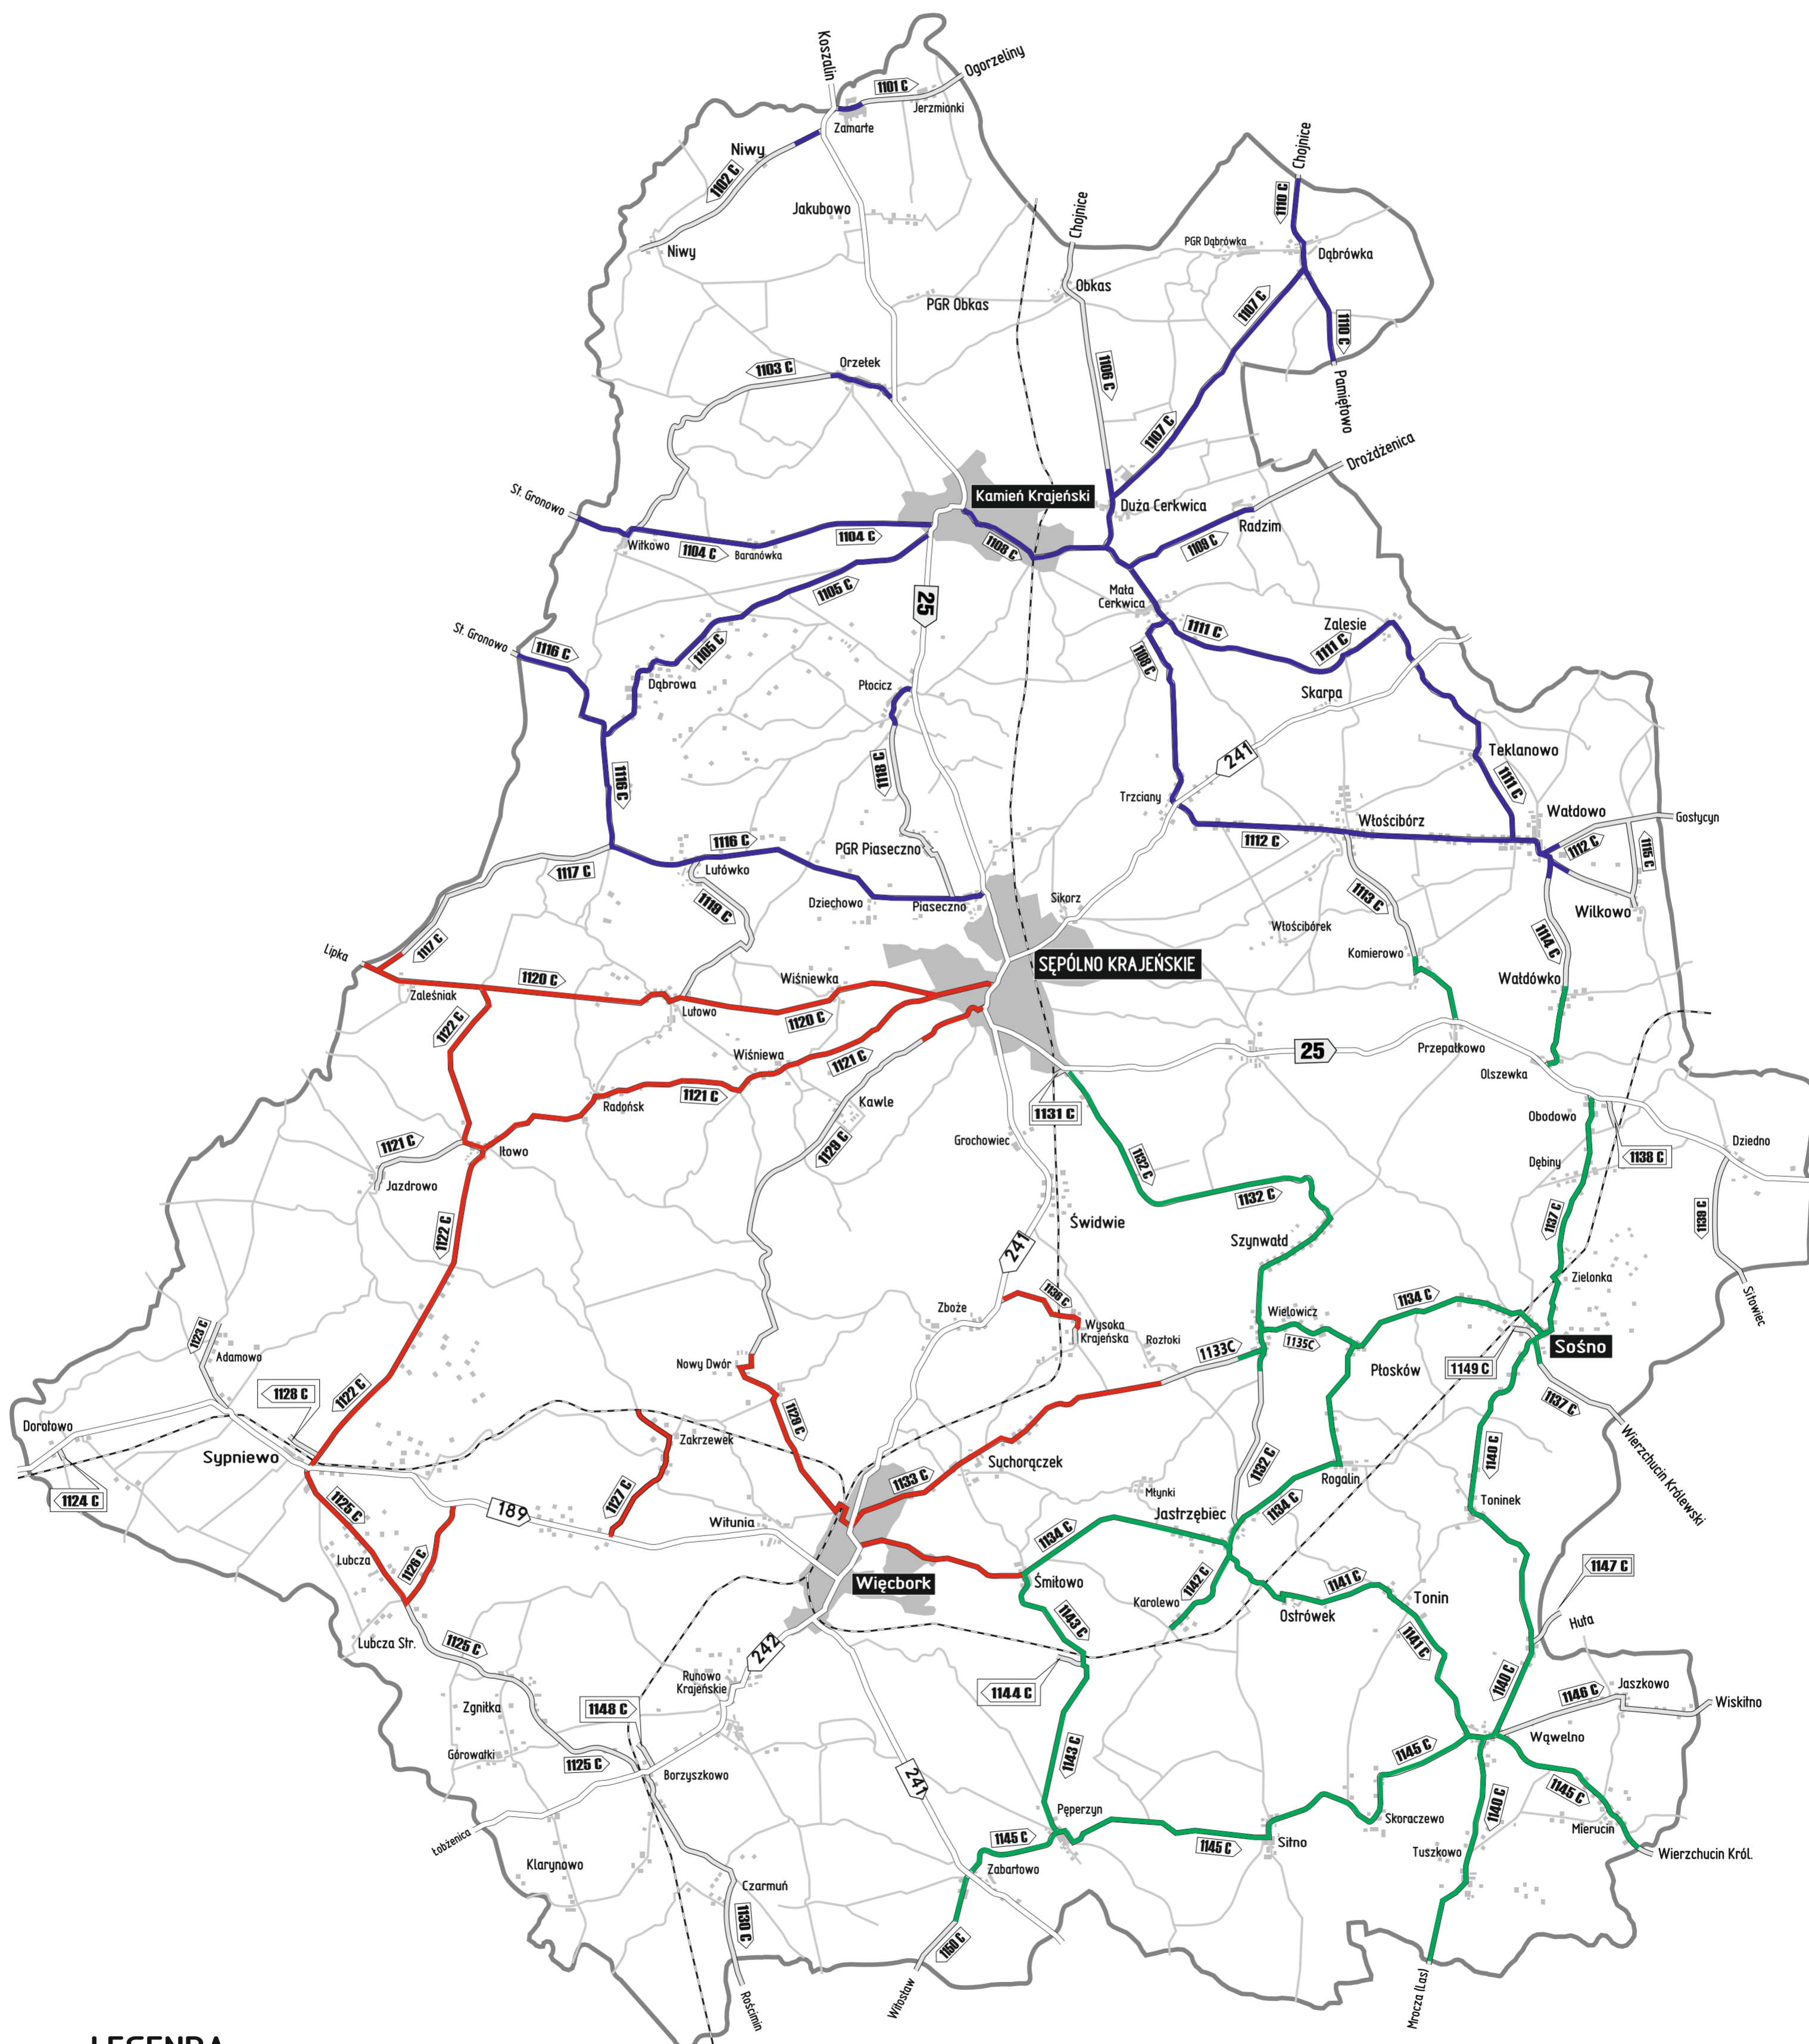 Koszalin
Ogorzeliny
1101 C
Jerzmionki
Zamarte
Niwy
1102 C
Chojnice
1110 C
Jakubowo
Chojnice
PGR Dąbrówka
Dąbrówka
Niwy
Obkas
PGR Obkas
1107 C
1110 C
1103 C
Orzełek
1106 C
Pamiętowo
1107 C
Drożdżenica
St. Gronowo
Kamień Krajeński
Duża Cerkwica
Radzim
Witkowo
1104 C
Baranówka
1104 C
1108 C
1109 C
1105 C
25
Mała
Cerkwica
St. Gronowo
1116 C
1105 C
1111 C
Zalesie
1111 C
1108 C
Dąbrowa
Płocicz
Skarpa
1118 C
241
Teklanowo
1116 C
1111 C
Trzciany
Wałdowo
Gostycyn
1116 C
PGR Piaseczno
1112 C
Włościbórz
1112 C
1115 C
1117 C
Lutówko
1119 C
Dziechowo
Piaseczno
Sikorz
1113 C
Wilkowo
Włościbórek
Komierowo
1114 C
Lipka
1117 C
SĘPÓLNO KRAJEŃSKIE
Wałdówko
1120 C
Wiśniewka
Zaleśniak
Lutowo
1120 C
1122 C
Wiśniewa
1121 C
25
Przepałkowo
Olszewka
1121 C
Radońsk
Kawle
1131 C
Obodowo
1121 C
Iłowo
1129 C
Grochowiec
1132 C
Dębiny
1138 C
Dziedno
Jazdrowo
1132 C
1122 C
Świdwie
1137 C
1139 C
241
Szynwałd
Zielonka
Sitowiec
1136 C
Zboże
Wielowicz
1134 C
1123 C
Adamowo
Wysoka
Krajeńska
Roztoki
1133C
1135C
Sośno
Nowy Dwór
Płosków
1149 C
1128 C
1122 C
1137 C
Dorotowo
1129 C
Wierzchucin Królewski
Sypniewo
Zakrzewek
Suchorączek
1132 C
1140 C
1124 C
1133 C
Rogalin
1125 C
1127 C
189
Młynki
1134 C
Toninek
Witunia
1134 C
Jastrzębiec
Lubcza
1126 C
1147 C
Więcbork
Śmiłowo
1142 C
1141 C
Tonin
Karolewo
Ostrówek
Huta
1143 C
Lubcza Str.
1125 C
242
1141 C
Runowo
Krajeńskie
1144 C
1140 C
1146 C
Jaszkowo
Wiskitno
Zgniłka
1148 C
Wąwelno
Górowatki
1125 C
1143 C
1145 C
Borzyszkowo
241
1145 C
1140 C
Łobżenica
Pęperzyn
Skoraczewo
Mierucin
1145 C
1145 C
Sitno
Tuszkowo
Wierzchucin Król.
Klarynowo
Zabartowo
Czarmuń
1130 C
1150 C
Witosław
Rościmin
Mrocza (Las)
LEGENDA